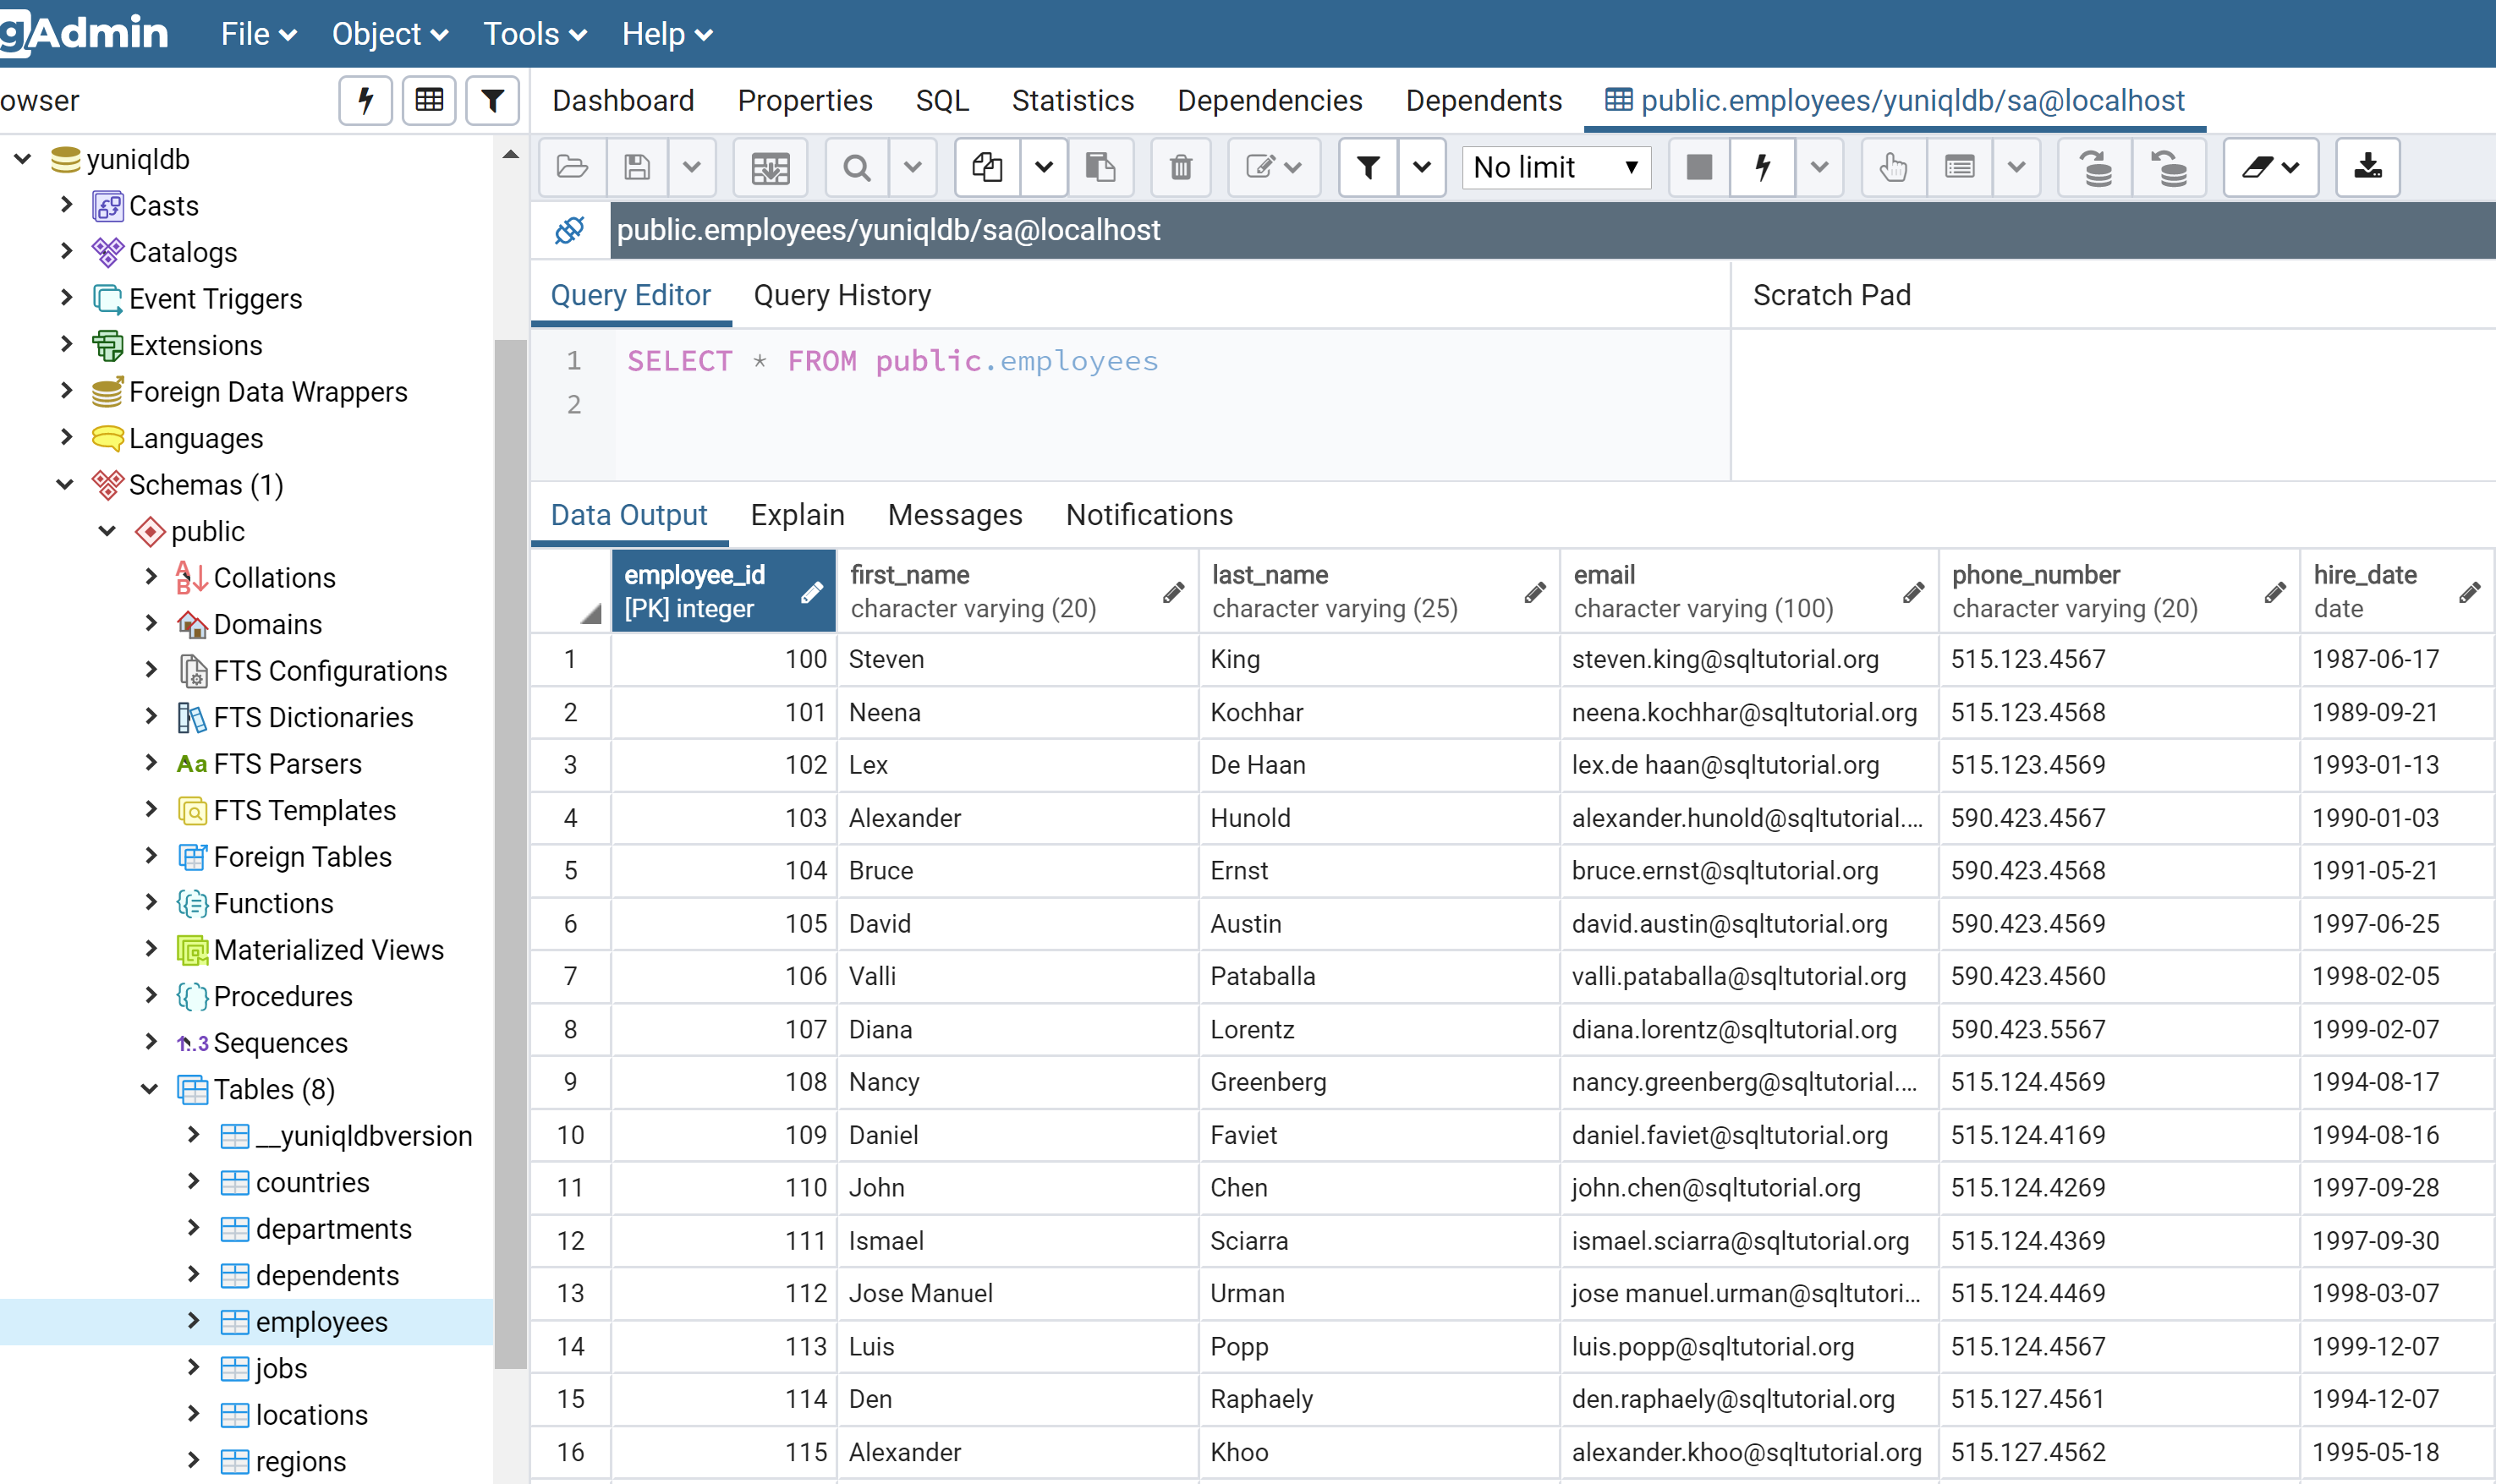 gAdmin File Object Tools Help
owser Dashboard Properties SQL Statistics Dependencies Dependents public.employees/yuniqldb/sa@localhost
No limit
yuniqldb
Casts
Catalogs
Event Triggers
Extensions
Foreign Data Wrappers
Languages
Schemas (1)
public
Collations
Domains
FTS Configurations
FTS Dictionaries
Aa FTS Parsers
FTS Templates
Foreign Tables
Functions
Materialized Views
Procedures
1..3 Sequences
Tables (8)
__yuniqldbversion
countries
departments
dependents
employees
jobs
locations
regions
public.employees/yuniqldb/sa@localhost
Query Editor Query History Scratch Pad
1 SELECT * FROM public.employees
2
Data Output Explain Messages Notifications
employee_id first_name last_name email phone_number hire_date
[PK] integer character varying (20) character varying (25) character varying (100) character varying (20) date
1 100 Steven King steven.king@sqltutorial.org 515.123.4567 1987-06-17
2 101 Neena Kochhar neena.kochhar@sqltutorial.org 515.123.4568 1989-09-21
3 102 Lex De Haan lex.de haan@sqltutorial.org 515.123.4569 1993-01-13
4 103 Alexander Hunold alexander.hunold@sqltutorial.... 590.423.4567 1990-01-03
5 104 Bruce Ernst bruce.ernst@sqltutorial.org 590.423.4568 1991-05-21
6 105 David Austin david.austin@sqltutorial.org 590.423.4569 1997-06-25
7 106 Valli Pataballa valli.pataballa@sqltutorial.org 590.423.4560 1998-02-05
8 107 Diana Lorentz diana.lorentz@sqltutorial.org 590.423.5567 1999-02-07
9 108 Nancy Greenberg nancy.greenberg@sqltutorial.... 515.124.4569 1994-08-17
10 109 Daniel Faviet daniel.faviet@sqltutorial.org 515.124.4169 1994-08-16
11 110 John Chen john.chen@sqltutorial.org 515.124.4269 1997-09-28
12 111 Ismael Sciarra ismael.sciarra@sqltutorial.org 515.124.4369 1997-09-30
13 112 Jose Manuel Urman jose manuel.urman@sqltutori... 515.124.4469 1998-03-07
14 113 Luis Popp luis.popp@sqltutorial.org 515.124.4567 1999-12-07
15 114 Den Raphaely den.raphaely@sqltutorial.org 515.127.4561 1994-12-07
16 115 Alexander Khoo alexander.khoo@sqltutorial.org 515.127.4562 1995-05-18